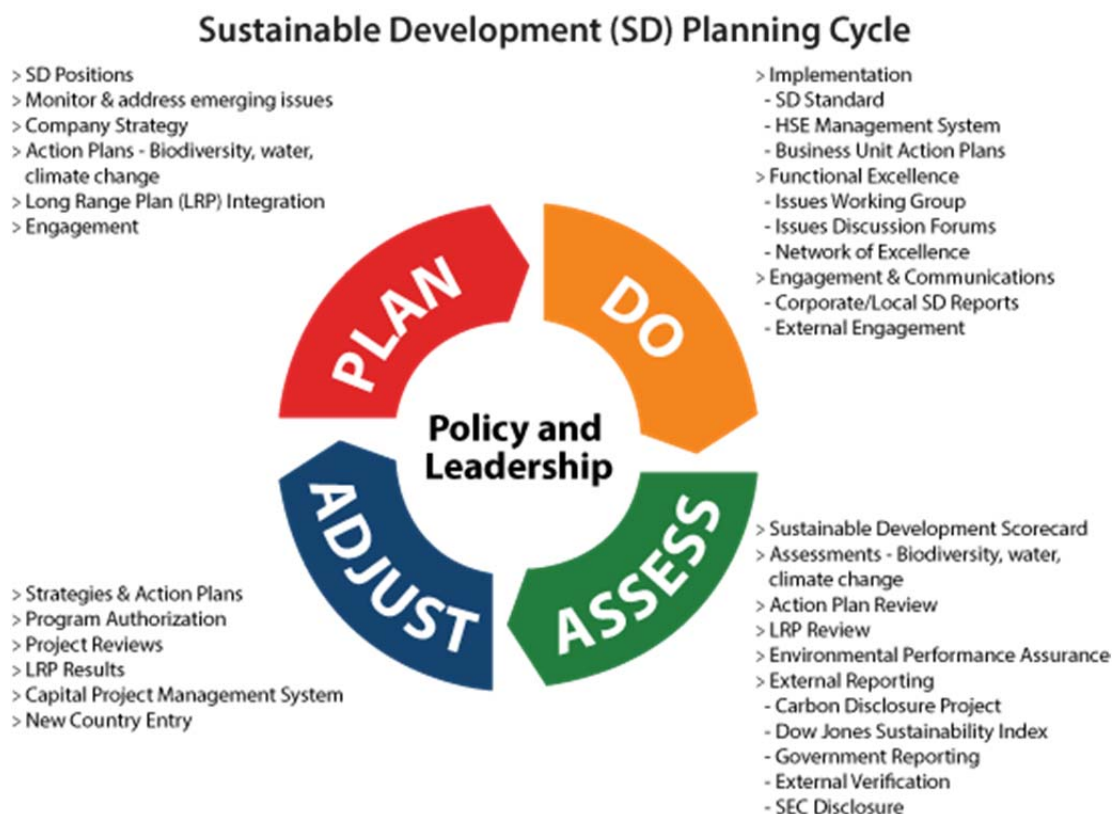 Sustainable Development (SD) Planning Cycle
> SD Positions
> Monitor & address emerging issues
> Company Strategy
> Action Plans - Biodiversity, water,
climate change
> Long Range Plan (LRP) Integration
> Engagement
> Implementation
- SD Standard
- HSE Management System
- Business Unit Action Plans
> Functional Excellence
- Issues Working Group
- Issues Discussion Forums
- Network of Excellence
> Engagement & Communications
- Corporate/Local SD Reports
- External Engagement
PLAN
DO
Policy and
Leadership
ADJUST
ASSESS
> Strategies & Action Plans
> Program Authorization
> Project Reviews
> LRP Results
> Capital Project Management System
> New Country Entry
> Sustainable Development Scorecard
> Assessments - Biodiversity, water,
climate change
> Action Plan Review
> LRP Review
> Environmental Performance Assurance
> External Reporting
- Carbon Disclosure Project
- Dow Jones Sustainability Index
- Government Reporting
- External Verification
- SEC Disclosure